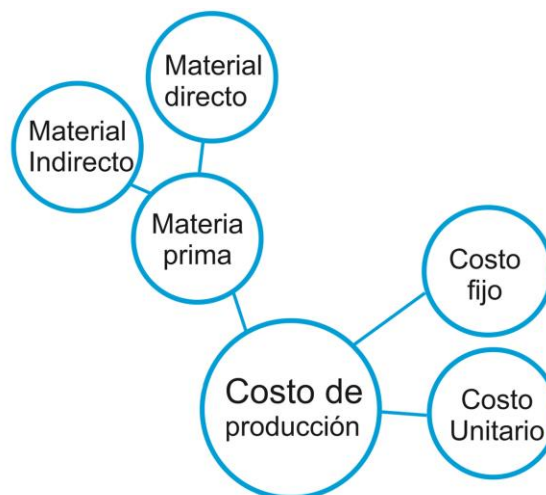 Material
directo
Material
Indirecto
Materia
prima
Costo
fijo
Costo de
producción
Costo
Unitario